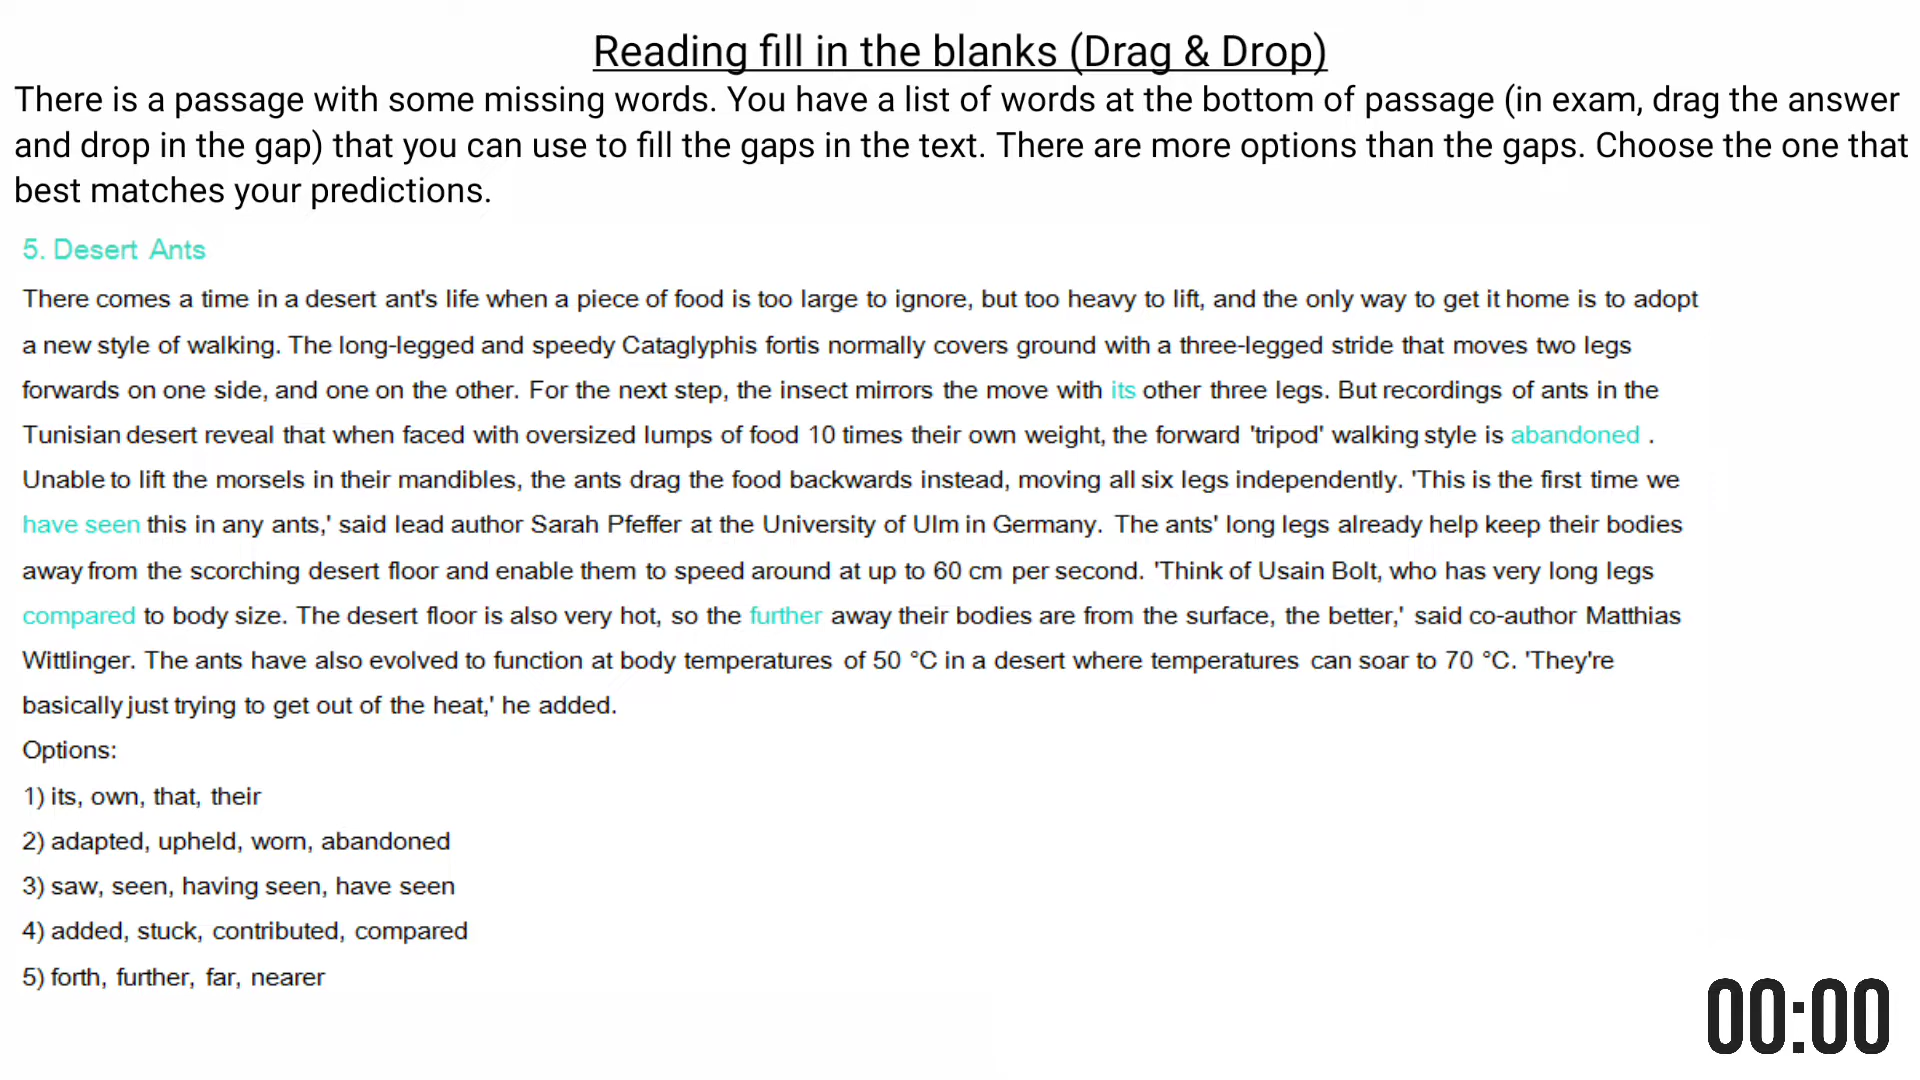 Reading fill in the blanks (Drag & Drop)
There is a passage with some missing words. You have a list of words at the bottom of passage (in exam, drag the answer
and drop in the gap) that you can use to fill the gaps in the text. There are more options than the gaps. Choose the one that
best matches your predictions.
5. Desert Ants
There comes a time in a desert ant's life when a piece of food is too large to ignore, but too heavy to lift, and the only way to get it home is to adopt
a new style of walking. The long-legged and speedy Cataglyphis fortis normally covers ground with a three-legged stride that moves two legs
forwards on one side, and one on the other. For the next step, the insect mirrors the move with its other three legs. But recordings of ants in the
Tunisian desert reveal that when faced with oversized lumps of food 10 times their own weight, the forward 'tripod' walking style is abandoned .
Unable to lift the morsels in their mandibles, the ants drag the food backwards instead, moving all six legs independently. 'This is the first time we
have seen this in any ants,' said lead author Sarah Pfeffer at the University of Ulm in Germany. The ants' long legs already help keep their bodies
away from the scorching desert floor and enable them to speed around at up to 60 cm per second. 'Think of Usain Bolt, who has very long legs
compared to body size. The desert floor is also very hot, so the further away their bodies are from the surface, the better,' said co-author Matthias
Wittlinger. The ants have also evolved to function at body temperatures of 50 °C in a desert where temperatures can soar to 70 °C. 'They're
basically just trying to get out of the heat,' he added.
Options:
1) its, own, that, their
2) adapted, upheld, worn, abandoned
3) saw, seen, having seen, have seen
4) added, stuck, contributed, compared
5) forth, further, far, nearer
00:00